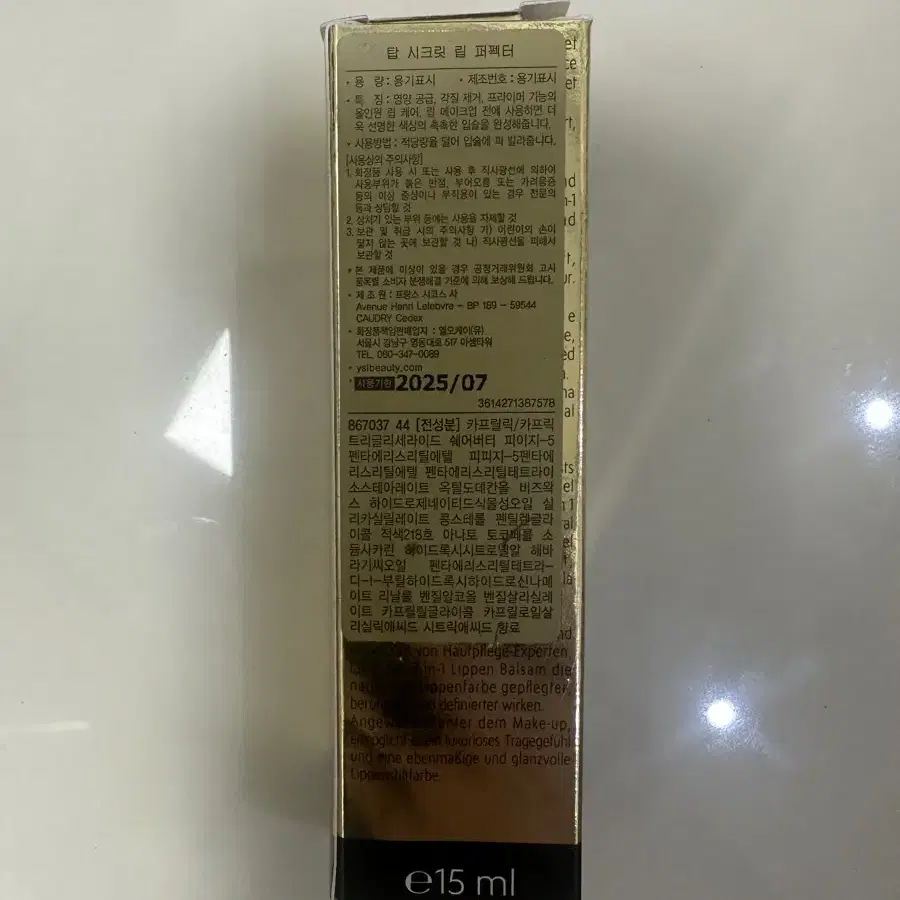 탑 시크릿 립 퍼펙터
• 용 량 : 용기표시 • 제조번호 : 용기표시
• 특 징 : 영양 공급, 각질 제거, 프라이머 기능의
올인원 립 케어. 립 메이크업 전에 사용하면 더
욱 선명한 색상의 촉촉한 입술을 완성해줍니다.
• 사용방법 : 적당량을 덜어 입술에 펴 발라줍니다.
[사용상의 주의사항]
1. 화장품 사용 시 또는 사용 후 직사광선에 의하여
사용부위가 붉은 반점, 부어오름 또는 가려움증
등의 이상 증상이나 부작용이 있는 경우 전문의
등과 상담할 것
2. 상처가 있는 부위 등에는 사용을 자제할 것
3. 보관 및 취급 시의 주의사항 가) 어린이의 손이
닿지 않는 곳에 보관할 것 나) 직사광선을 피해서
보관할 것
• 본 제품에 이상이 있을 경우 공정거래위원회 고시
품목별 소비자 분쟁해결 기준에 의해 보상해 드립니다.
• 제 조 원 : 프랑스 시코스 사
Avenue Henri Lefebvre - BP 189 - 59544
CAUDRY Cedex
• 화장품책임판매업자 : 엘오케이(유)
서울시 강남구 영동대로 517 아셈타워
TEL. 080-347-0089
• yslbeauty.com
• 사용기한 2025/07
3614271387578
867037 44 [전성분] 카프릴릭/카프릭
트리글리세라이드 쉐어버터 피이지-5
펜타에리스리틸에텔 피피지-5펜타에
리스리틸에텔 펜타에리스리틸테트라이
소스테아레이트 옥틸도데칸올 비즈왁
스 하이드로제네이티드식물성오일 실
리카실릴레이트 콩스테롤 펜틸렌글라
이콜 적색218호 아나토 토코페롤 소
듐사카린 하이드록시시트로넬알 해바
라기씨오일 펜타에리스리틸테트라-
디-t-부틸하이드록시하이드로신나메
이트 리날룰 벤질알코올 벤질살리실레
이트 카프릴릴글라이콜 카프릴로일살
리실릭애씨드 시트릭애씨드 향료
von Hautpflege-Experten,
-in-1 Lippen Balsam die
ppenfarbe gepflegter,
definierter wirken.
dem Make-up,
ein luxuriöses Tragegefühl
und eine ebenmäßige und glanzvolle
Lippenstiftfarbe.
℮15 ml